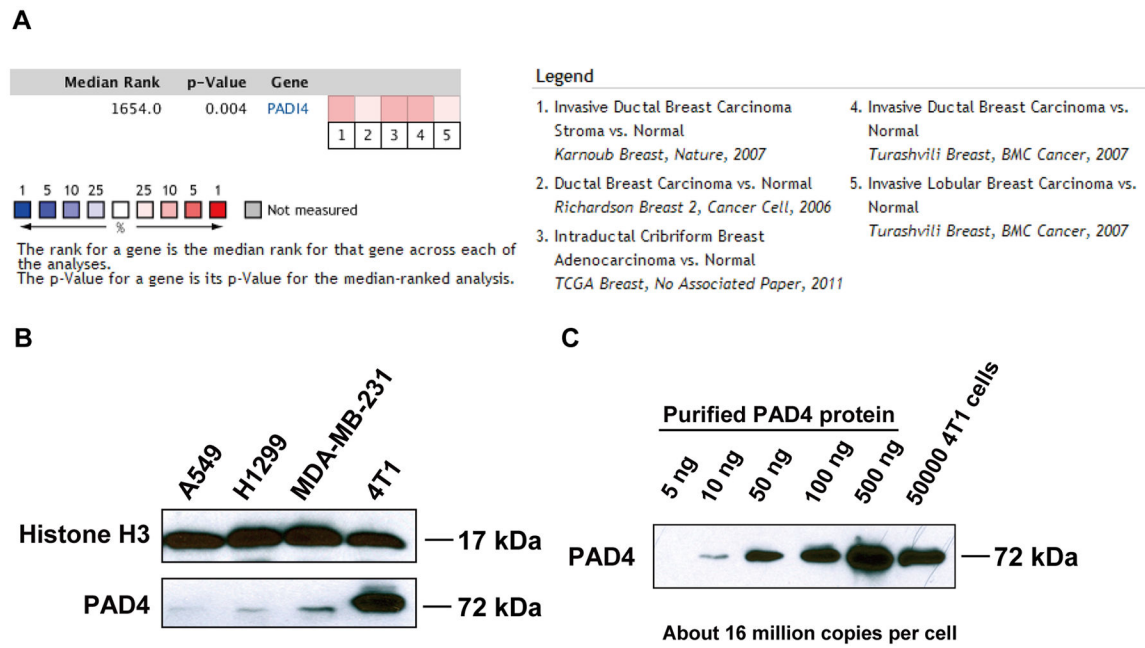 A
Median Rank p-Value Gene
1654.0 0.004 PADI4
1 2 3 4 5
1 5 10 25 25 10 5 1
Not measured
%
The rank for a gene is the median rank for that gene across each of
the analyses.
The p-Value for a gene is its p-Value for the median-ranked analysis.
Legend
1. Invasive Ductal Breast Carcinoma
Stroma vs. Normal
Karnoub Breast, Nature, 2007
2. Ductal Breast Carcinoma vs. Normal
Richardson Breast 2, Cancer Cell, 2006
3. Intraductal Cribriform Breast
Adenocarcinoma vs. Normal
TCGA Breast, No Associated Paper, 2011
4. Invasive Ductal Breast Carcinoma vs.
Normal
Turashvili Breast, BMC Cancer, 2007
5. Invasive Lobular Breast Carcinoma vs.
Normal
Turashvili Breast, BMC Cancer, 2007
B
A549
H1299
MDA-MB-231
4T1
Histone H3
17 kDa
PAD4
72 kDa
C
Purified PAD4 protein
5 ng
10 ng
50 ng
100 ng
500 ng
50000 4T1 cells
PAD4
72 kDa
About 16 million copies per cell